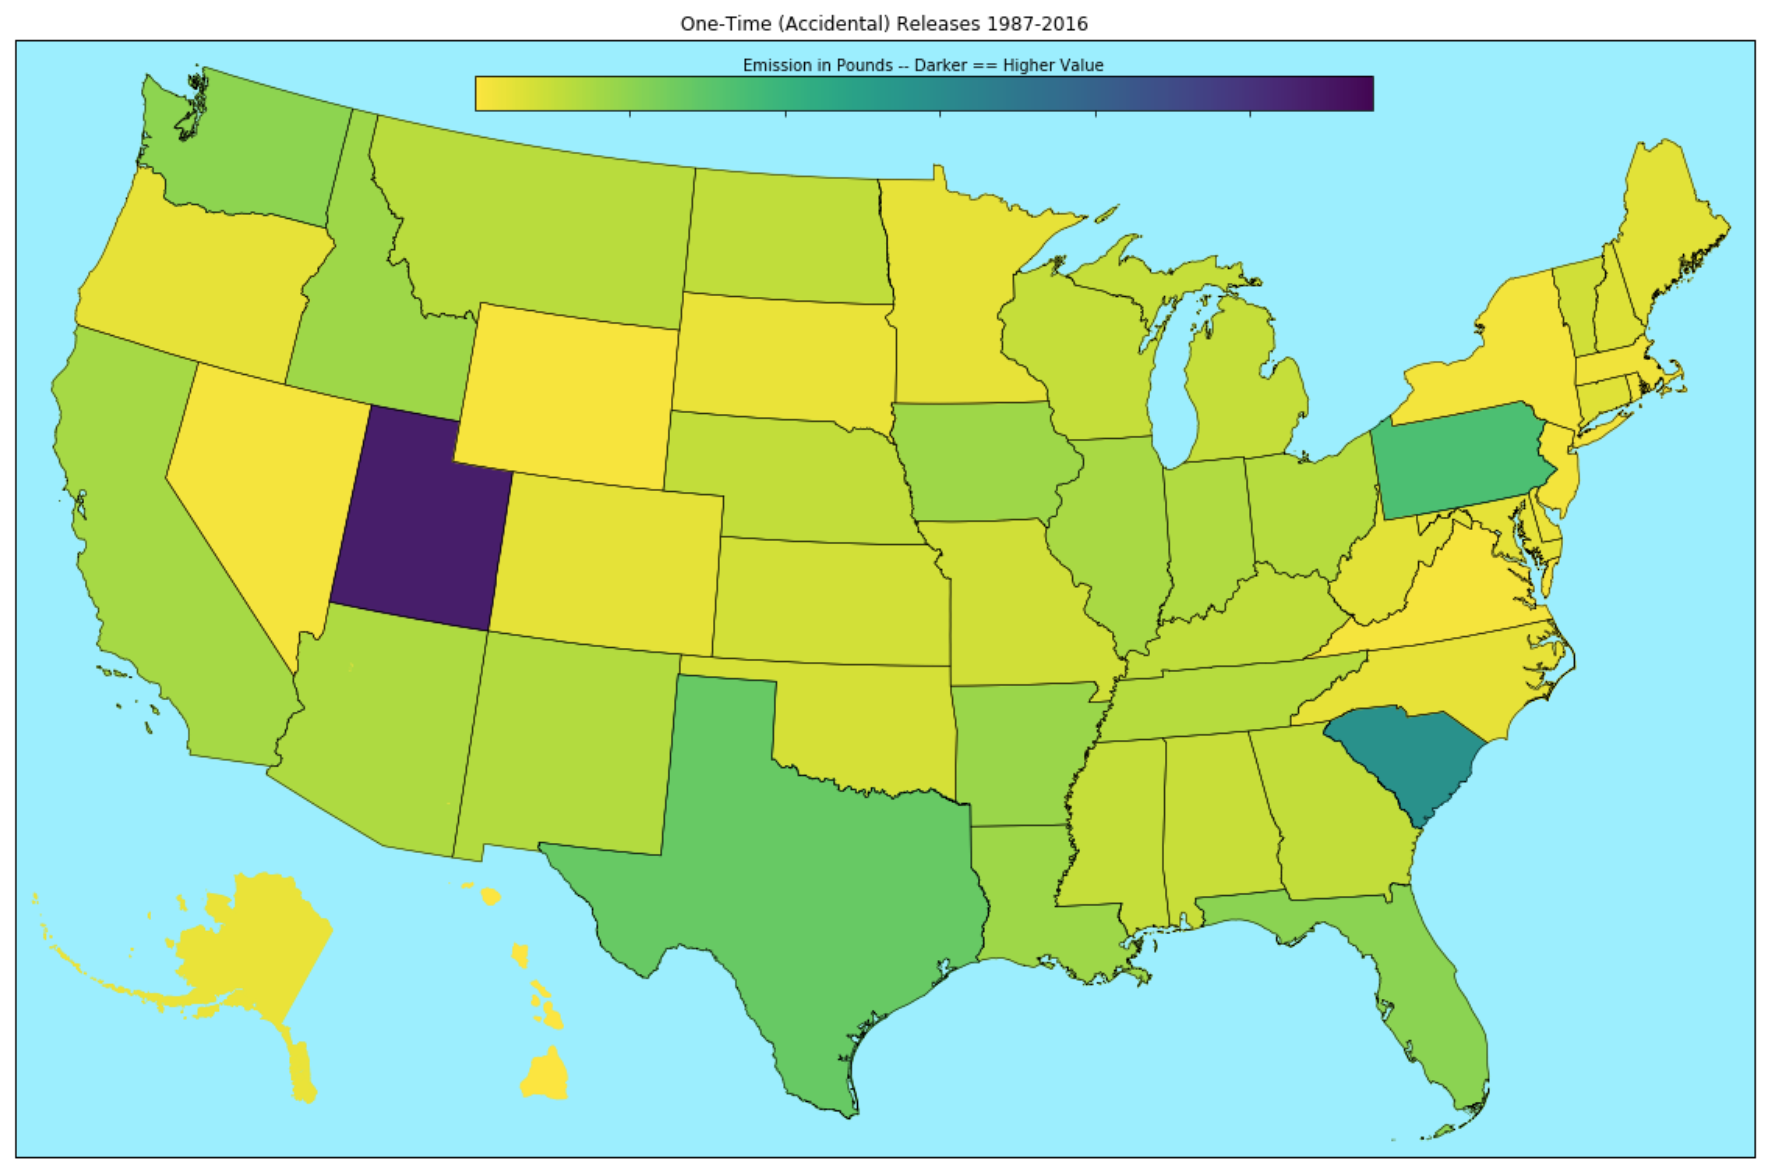 One-Time (Accidental) Releases 1987-2016
Emission in Pounds -- Darker == Higher Value